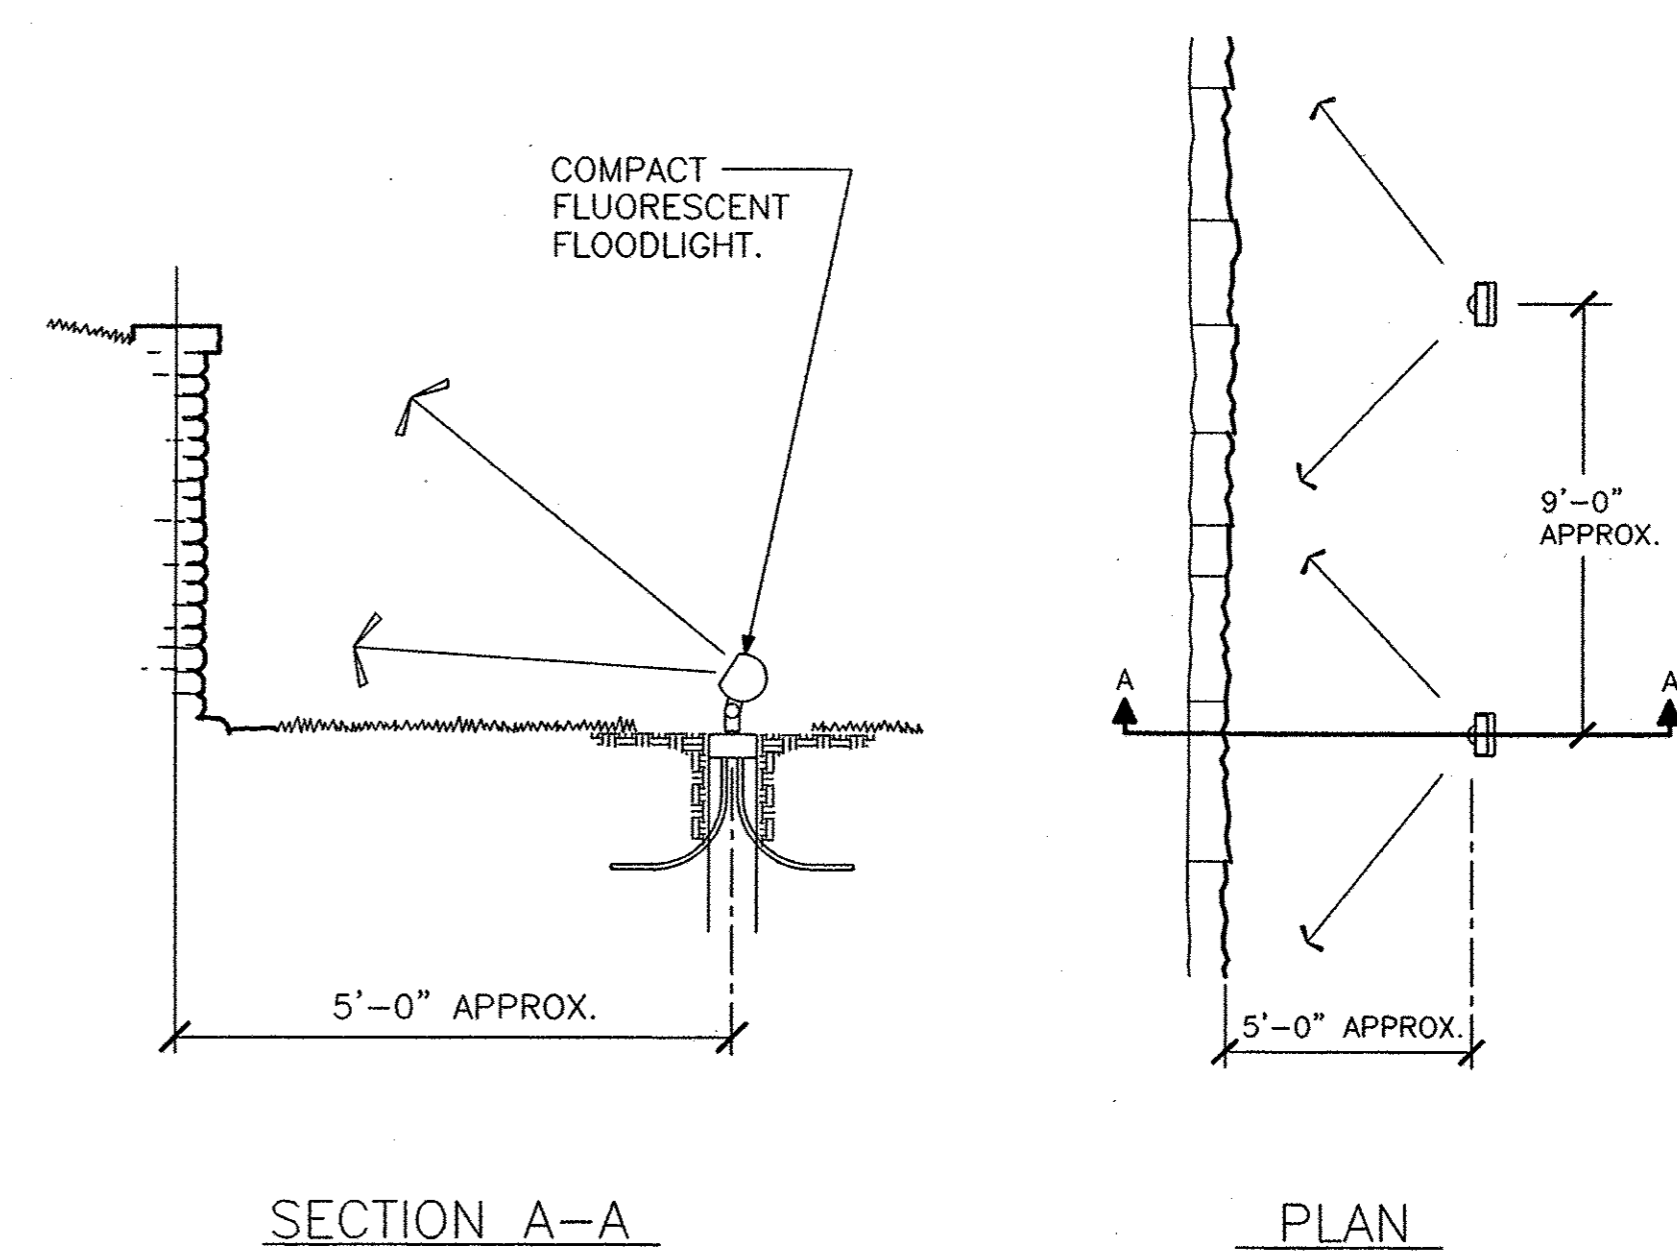 COMPACT
FLUORESCENT
FLOODLIGHT.
5'-0" APPROX.
SECTION A-A
9'-0"
APPROX.
A
A
5'-0" APPROX.
PLAN